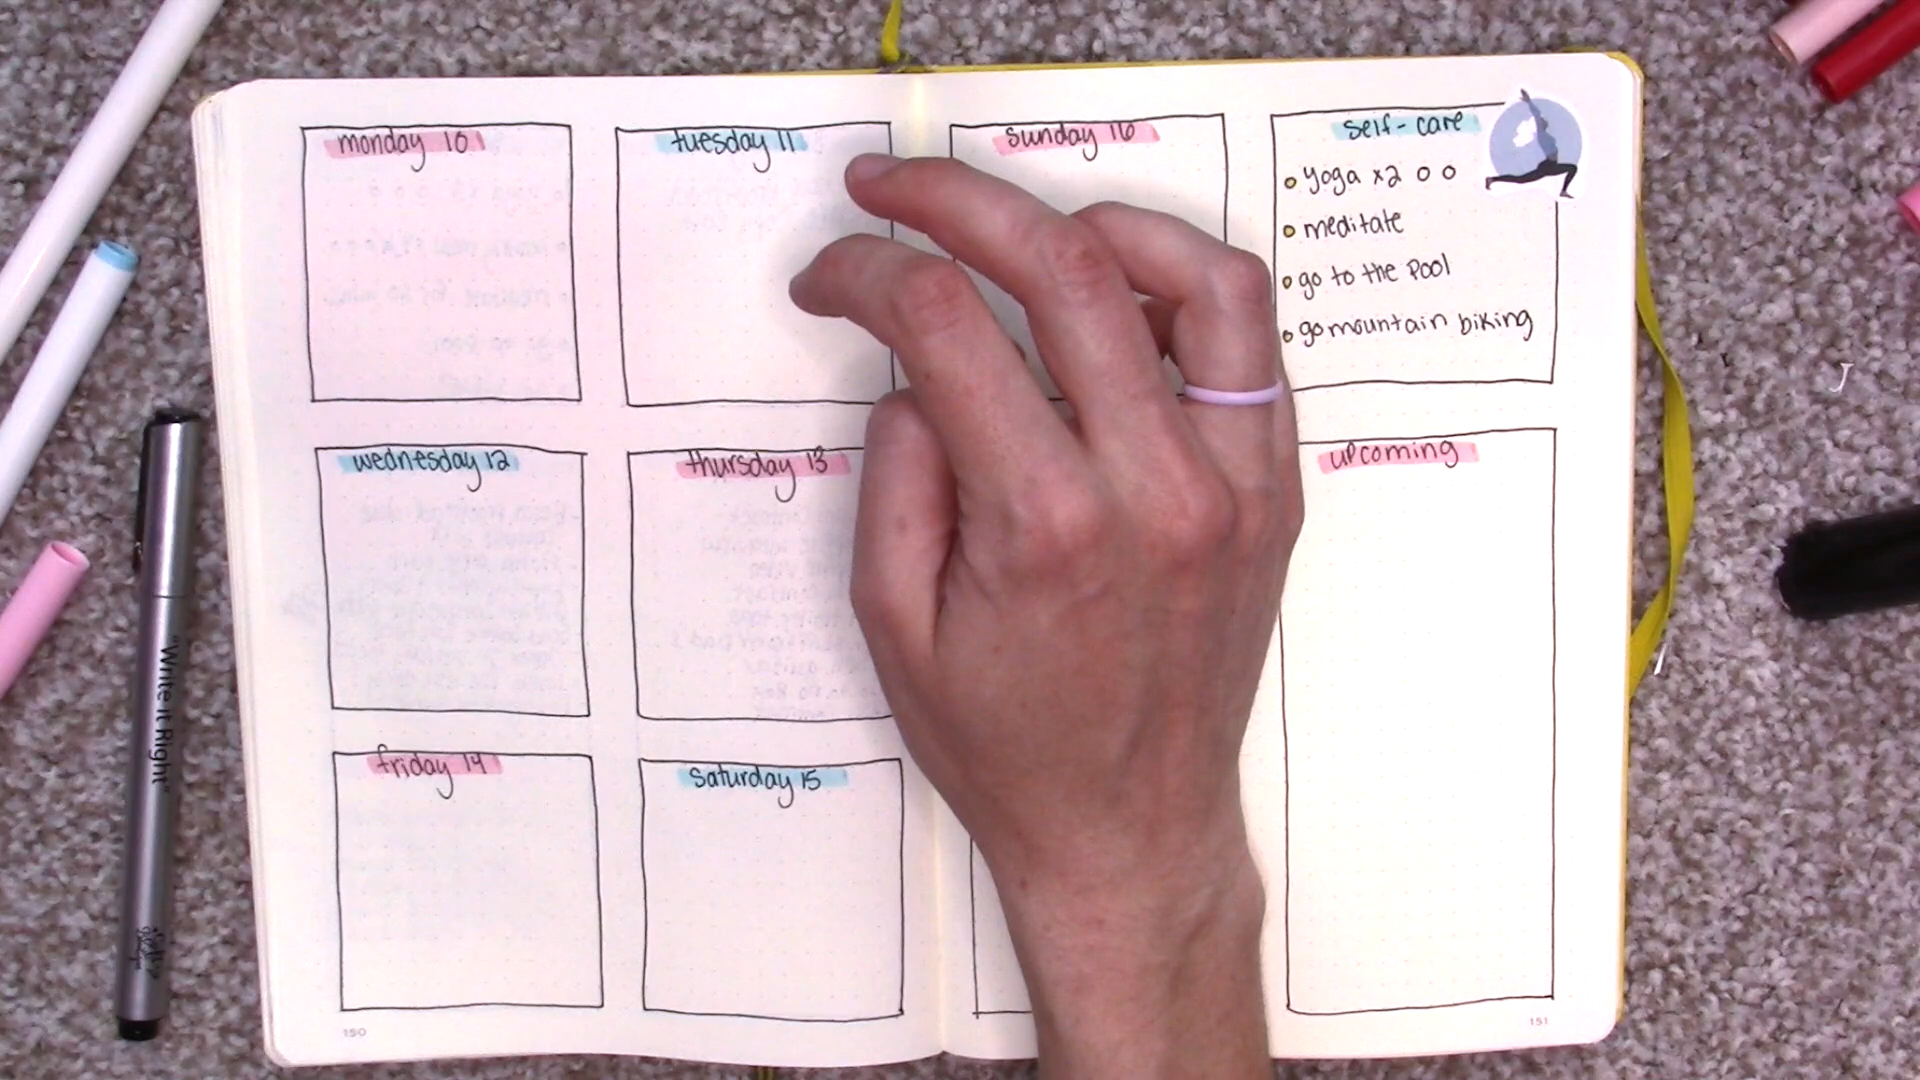 monday 10
tuesday 11
wednesday 12
thursday 13
friday 14
saturday 15
150
sunday 16
self-care
yoga x2
meditate
go to the pool
go mountain biking
upcoming
151
"Write it Right"